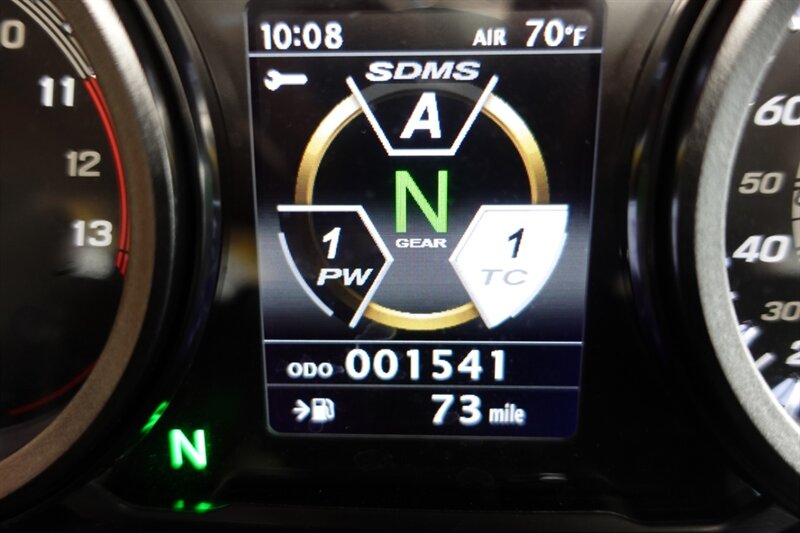 10:08 AIR 70°F
SDMS
A
N
GEAR
1
PW
1
TC
ODO 001541
73 mile
N
11
12
13
60
50
40
30